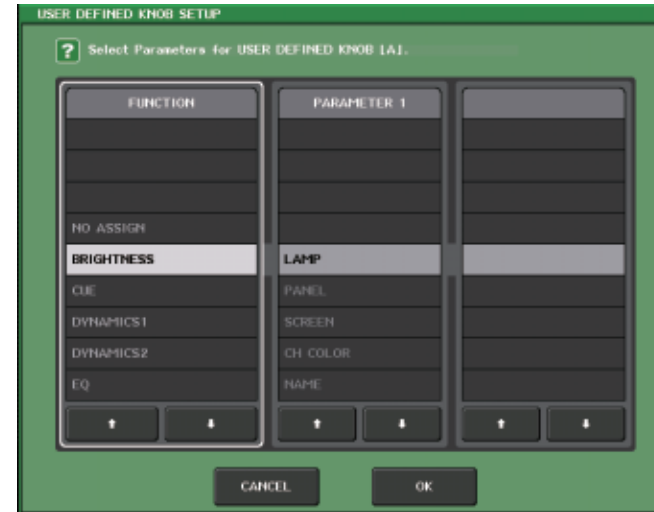 USER DEFINED KNOB SETUP
? Select Parameters for USER DEFINED KNOB [A].
FUNCTION PARAMETER 1
NO ASSIGN
BRIGHTNESS LAMP
CUE PANEL
DYNAMICS1 SCREEN
DYNAMICS2 CH COLOR
EQ NAME
CANCEL OK